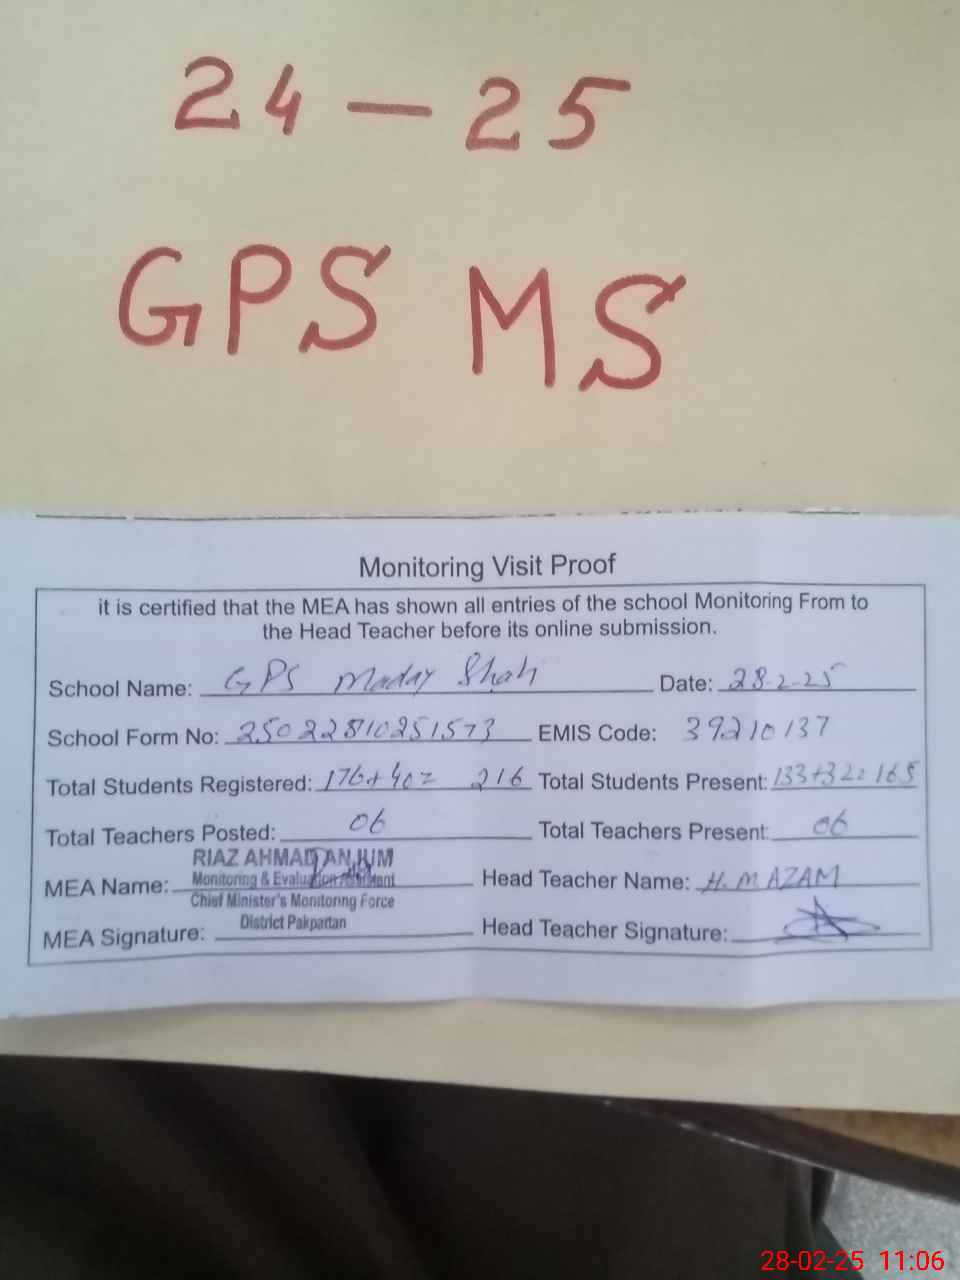 24 - 25
GPS MS
Monitoring Visit Proof
it is certified that the MEA has shown all entries of the school Monitoring From to
the Head Teacher before its online submission.
School Name: GPS Maday Shah Date: 28-2-25
School Form No: 25022810251573 EMIS Code: 39210137
Total Students Registered: 176+40= 216 Total Students Present: 133+32=165
Total Teachers Posted: 06 Total Teachers Present: 06
RIAZ AHMAD ANJUM
MEA Name: Monitoring & Evaluation Assistant Head Teacher Name: H.M AZAM
Chief Minister's Monitoring Force
District Pakpattan
MEA Signature: Head Teacher Signature:
28-02-25 11:06